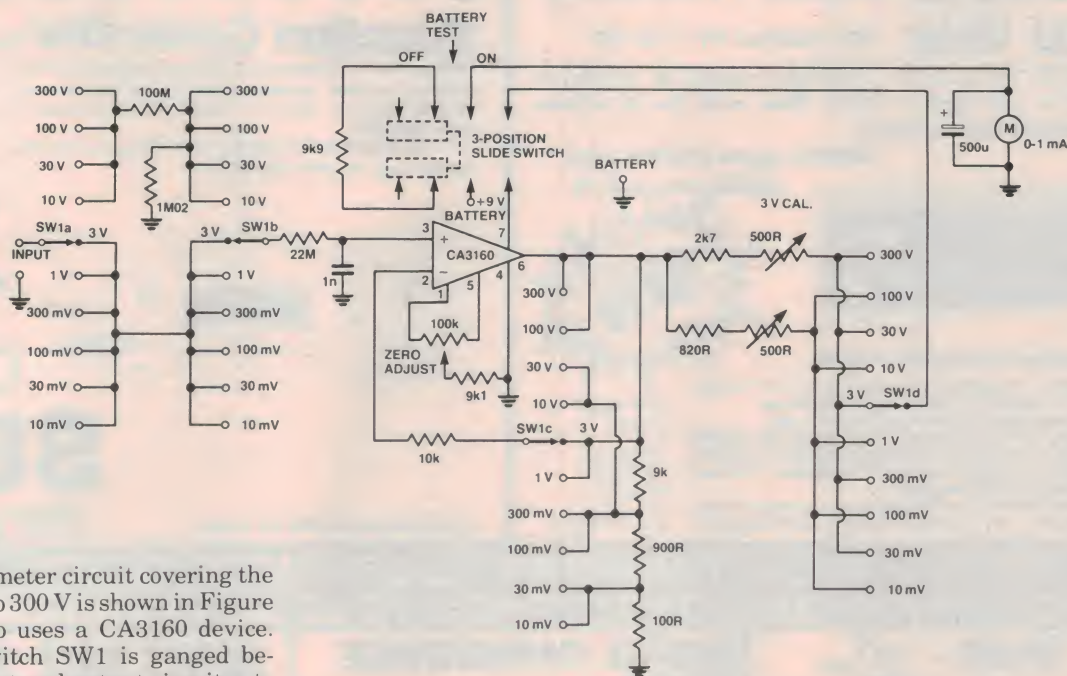 BATTERY
TEST
OFF
ON
300 V
100 V
30 V
10 V
100M
300 V
100 V
30 V
10 V
1M02
9k9
3-POSITION
SLIDE SWITCH
+9 V
BATTERY
BATTERY
+
500u
M
0-1 mA
SW1a
3 V
INPUT
1 V
300 mV
100 mV
30 mV
10 mV
3 V
SW1b
1 V
300 mV
100 mV
30 mV
10 mV
22M
1n
3
+
CA3160
2
–
7
6
4
1
5
100k
ZERO
ADJUST
9k1
10k
300 V
100 V
30 V
10 V
SW1c
3 V
1 V
300 mV
100 mV
30 mV
10 mV
9k
900R
100R
3 V CAL.
2k7
500R
820R
500R
300 V
100 V
30 V
10 V
3 V
SW1d
1 V
300 mV
100 mV
30 mV
10 mV
meter circuit covering the
300 V is shown in Figure
uses a CA3160 device.
SW1 is ganged be-